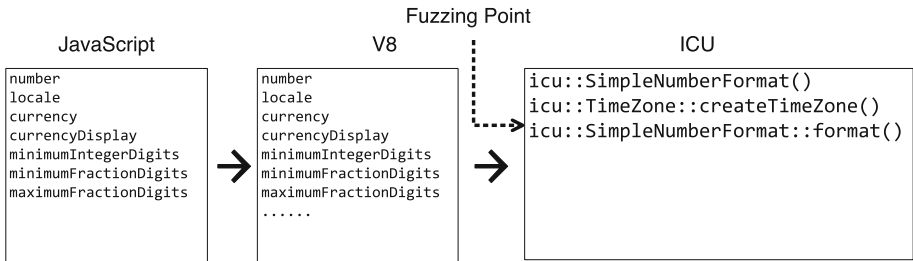 Fuzzing Point
JavaScript
V8
ICU
number
locale
currency
currencyDisplay
minimumIntegerDigits
minimumFractionDigits
maximumFractionDigits
number
locale
currency
currencyDisplay
minimumIntegerDigits
minimumFractionDigits
maximumFractionDigits
......
icu::SimpleNumberFormat()
icu::TimeZone::createTimeZone()
icu::SimpleNumberFormat::format()